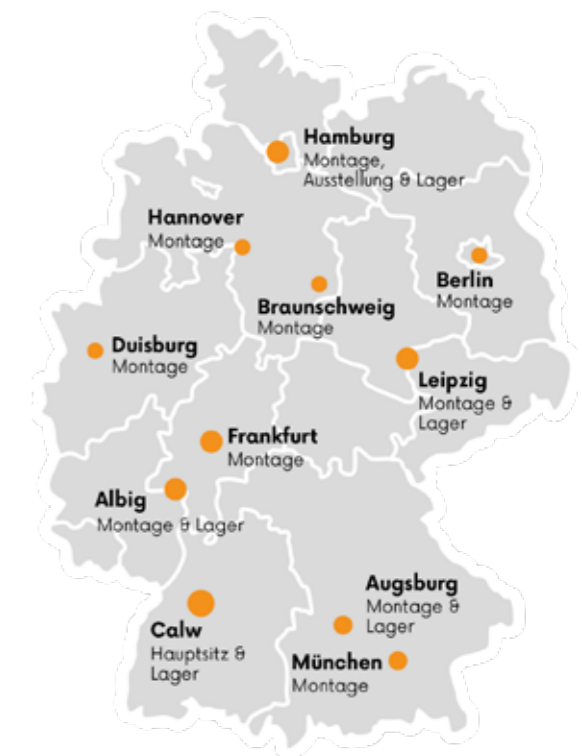 Hamburg
Montage,
Ausstellung & Lager
Hannover
Montage
Berlin
Montage
Braunschweig
Montage
Duisburg
Montage
Leipzig
Montage &
Lager
Frankfurt
Montage
Albig
Montage & Lager
Augsburg
Montage &
Lager
Calw
Hauptsitz &
Lager
München
Montage